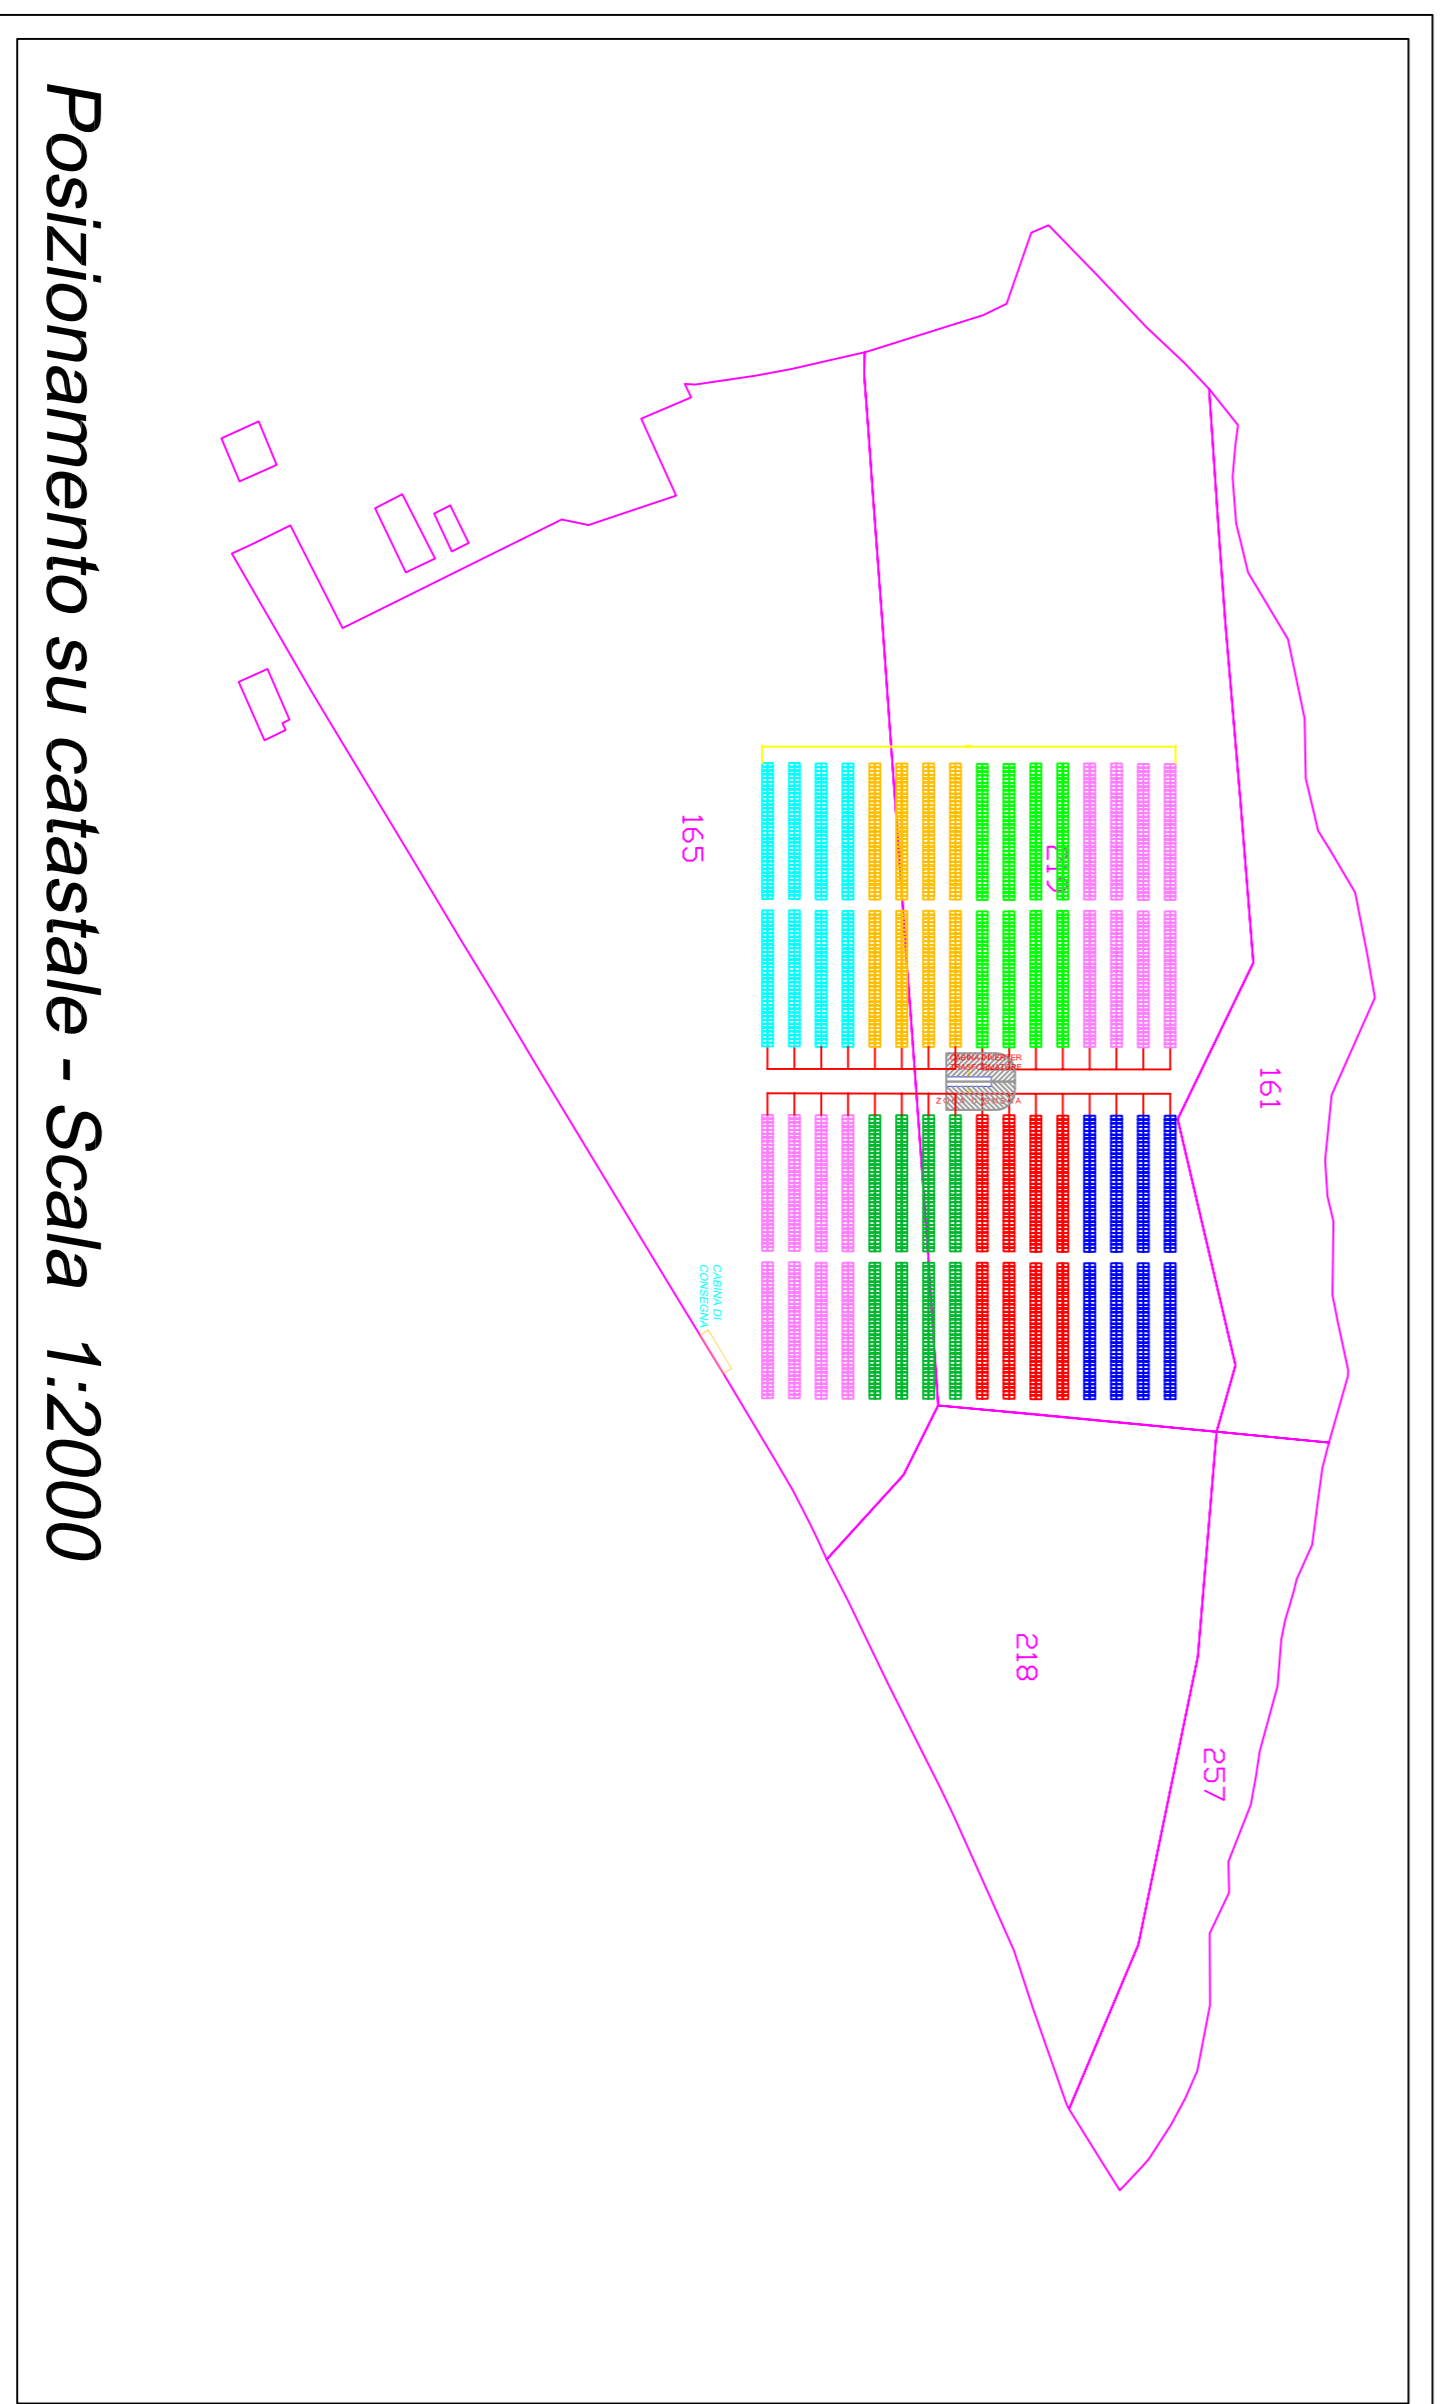 Posizionamento su catastale - Scala 1:2000
161
165
218
257
CABINA DI
CONSEGNA